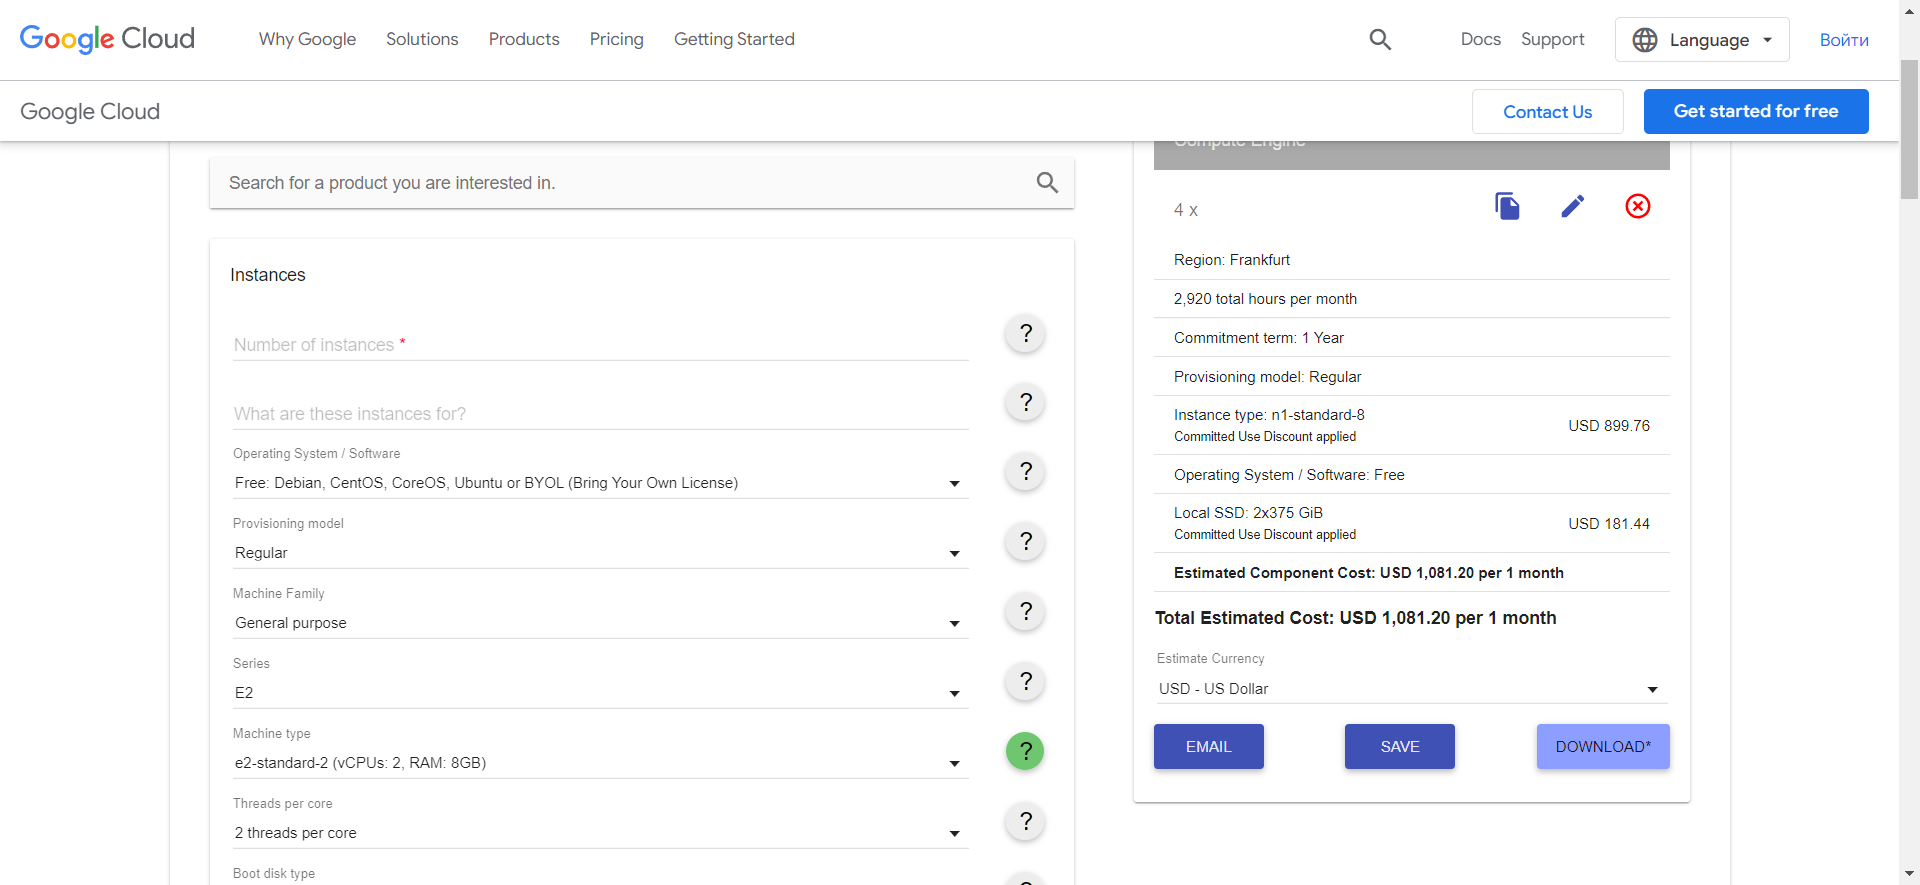 Google Cloud
Why Google
Solutions
Products
Pricing
Getting Started
Docs
Support
Language
Войти
Google Cloud
Contact Us
Get started for free
Search for a product you are interested in.
Instances
Number of instances *
?
What are these instances for?
?
Operating System / Software
Free: Debian, CentOS, CoreOS, Ubuntu or BYOL (Bring Your Own License)
?
Provisioning model
Regular
?
Machine Family
General purpose
?
Series
E2
?
Machine type
e2-standard-2 (vCPUs: 2, RAM: 8GB)
?
Threads per core
2 threads per core
?
Boot disk type
Compute Engine
4 x
Region: Frankfurt
2,920 total hours per month
Commitment term: 1 Year
Provisioning model: Regular
Instance type: n1-standard-8
Committed Use Discount applied
USD 899.76
Operating System / Software: Free
Local SSD: 2x375 GiB
Committed Use Discount applied
USD 181.44
Estimated Component Cost: USD 1,081.20 per 1 month
Total Estimated Cost: USD 1,081.20 per 1 month
Estimate Currency
USD - US Dollar
EMAIL
SAVE
DOWNLOAD*